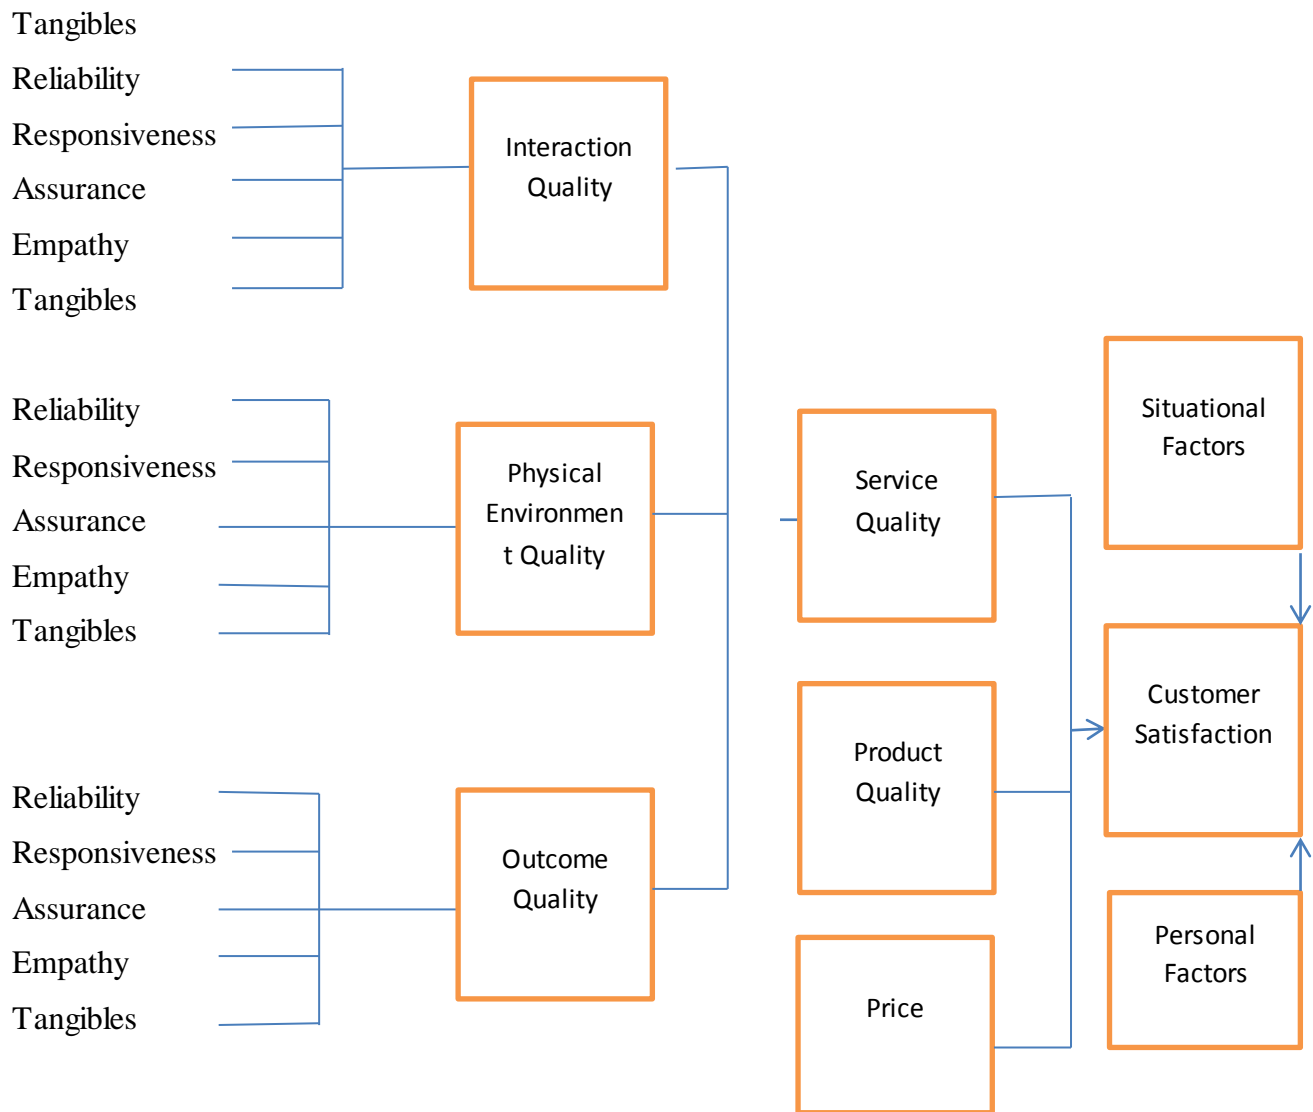 Tangibles
Reliability
Responsiveness
Assurance
Empathy
Tangibles
Reliability
Responsiveness
Assurance
Empathy
Tangibles
Reliability
Responsiveness
Assurance
Empathy
Tangibles
Interaction
Quality
Physical
Environmen
t Quality
Outcome
Quality
Service
Quality
Product
Quality
Price
Situational
Factors
Customer
Satisfaction
Personal
Factors